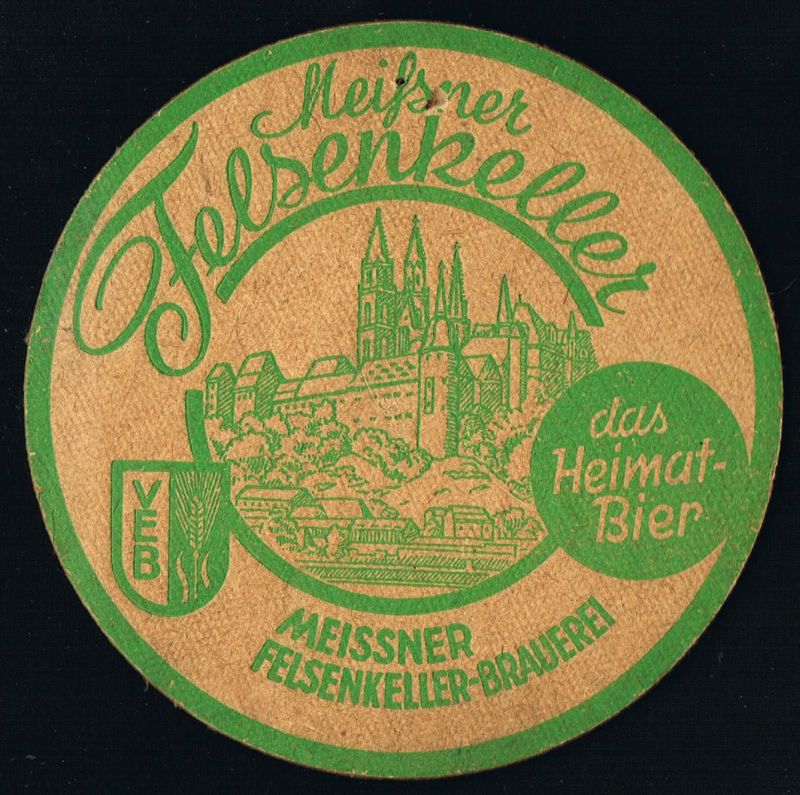 Meißner
Felsenkeller
das
Heimat-
Bier
VEB
MEISSNER
FELSENKELLER-BRAUEREI